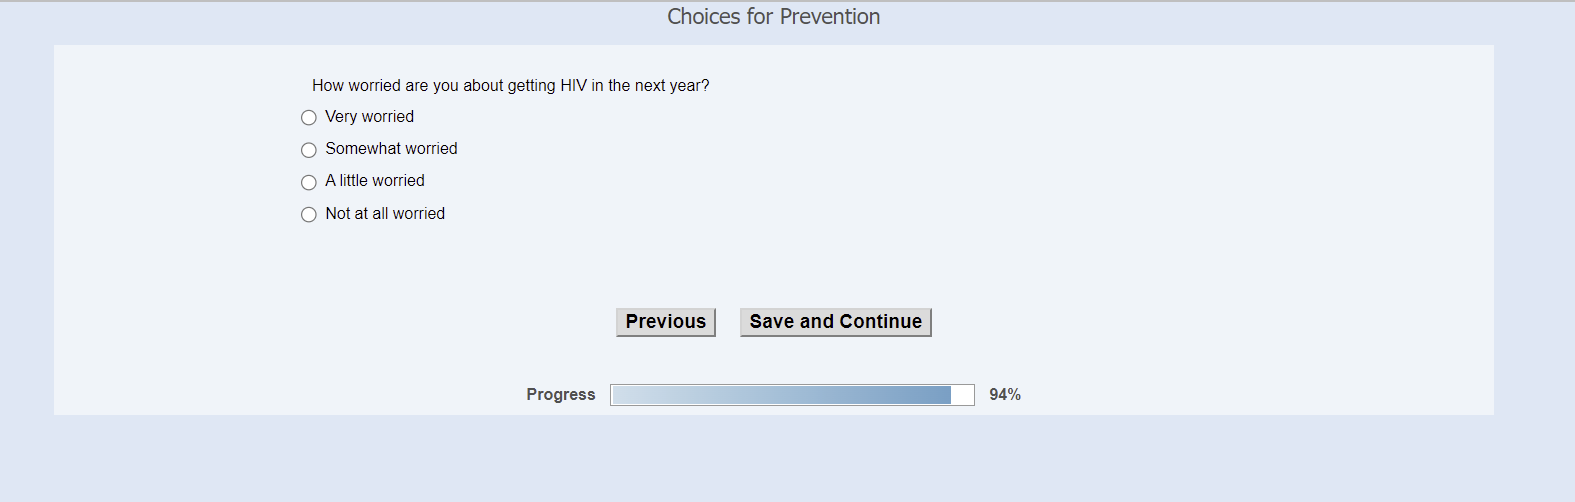 Choices for Prevention
How worried are you about getting HIV in the next year?
Very worried
Somewhat worried
A little worried
Not at all worried
Previous Save and Continue
Progress 94%